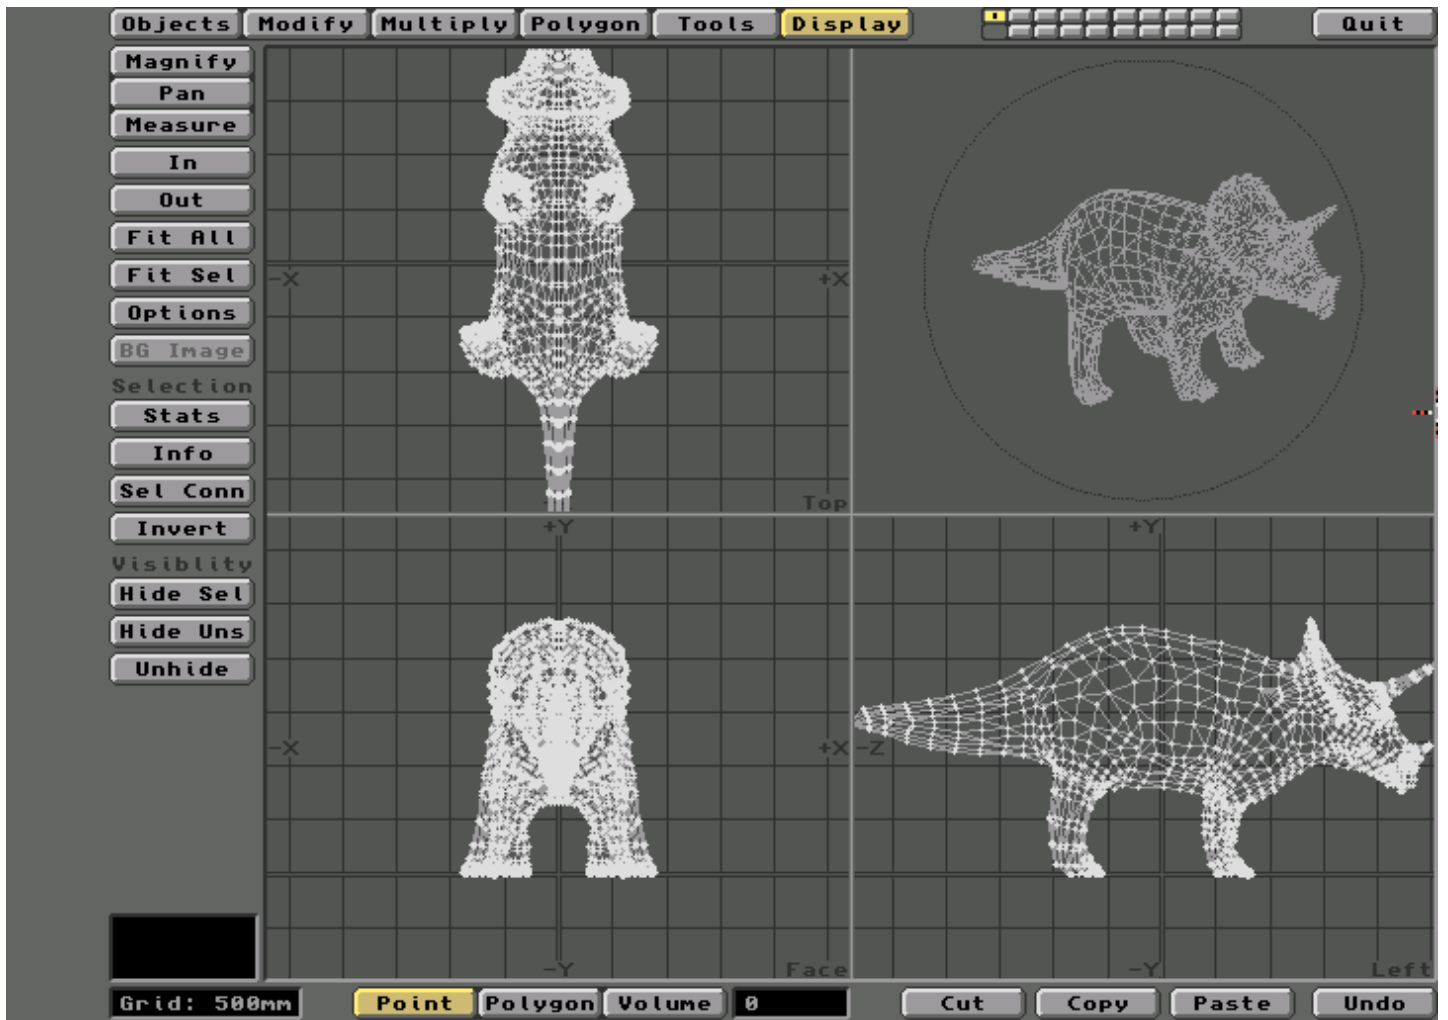 Objects Modify Multiply Polygon Tools Display Quit
Magnify
Pan
Measure
In
Out
Fit All
Fit Sel
-X +X
Options
BG Image
Selection
Stats
Info
Sel Conn
Top
Invert
+Y +Y
Visiblity
Hide Sel
Hide Uns
Unhide
-X +X -Z
-Y Face -Y Left
Grid: 500mm Point Polygon Volume 0 Cut Copy Paste Undo